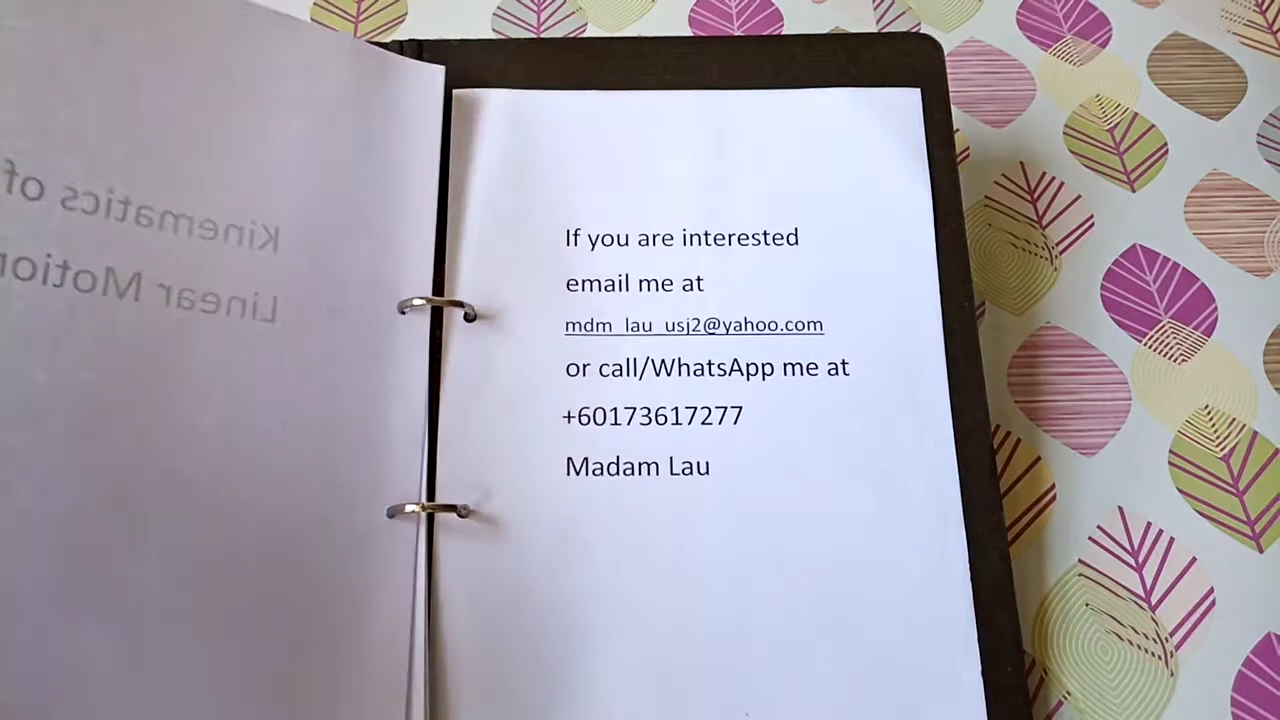 Kinematics of
Linear Motion
If you are interested
email me at
mdm_lau_usj2@yahoo.com
or call/WhatsApp me at
+60173617277
Madam Lau